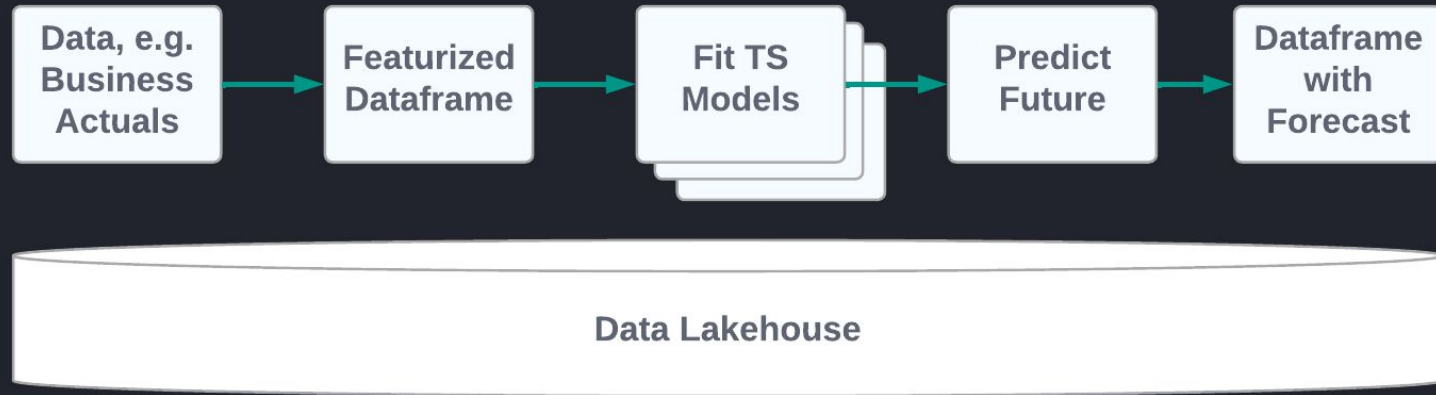 Data, e.g.
Business
Actuals
Featurized
Dataframe
Fit TS
Models
Predict
Future
Dataframe
with
Forecast
Data Lakehouse